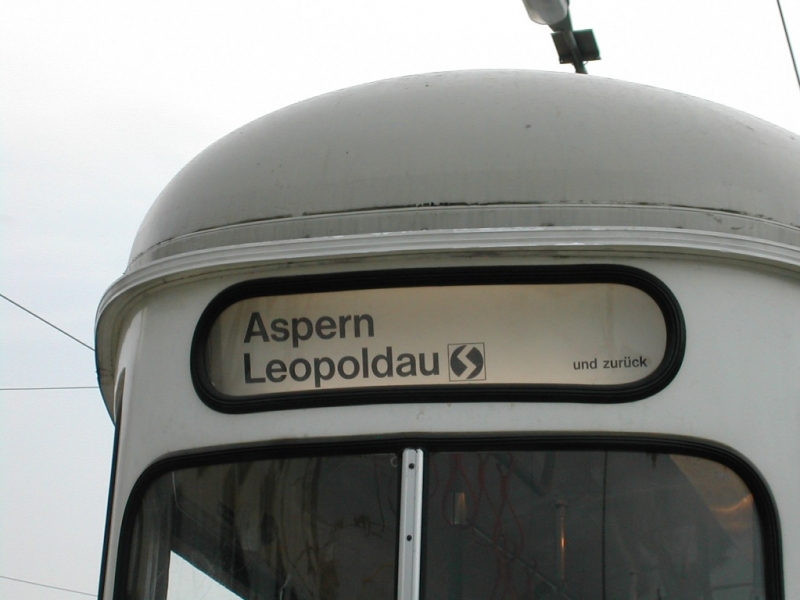 Aspern
Leopoldau
und zurück